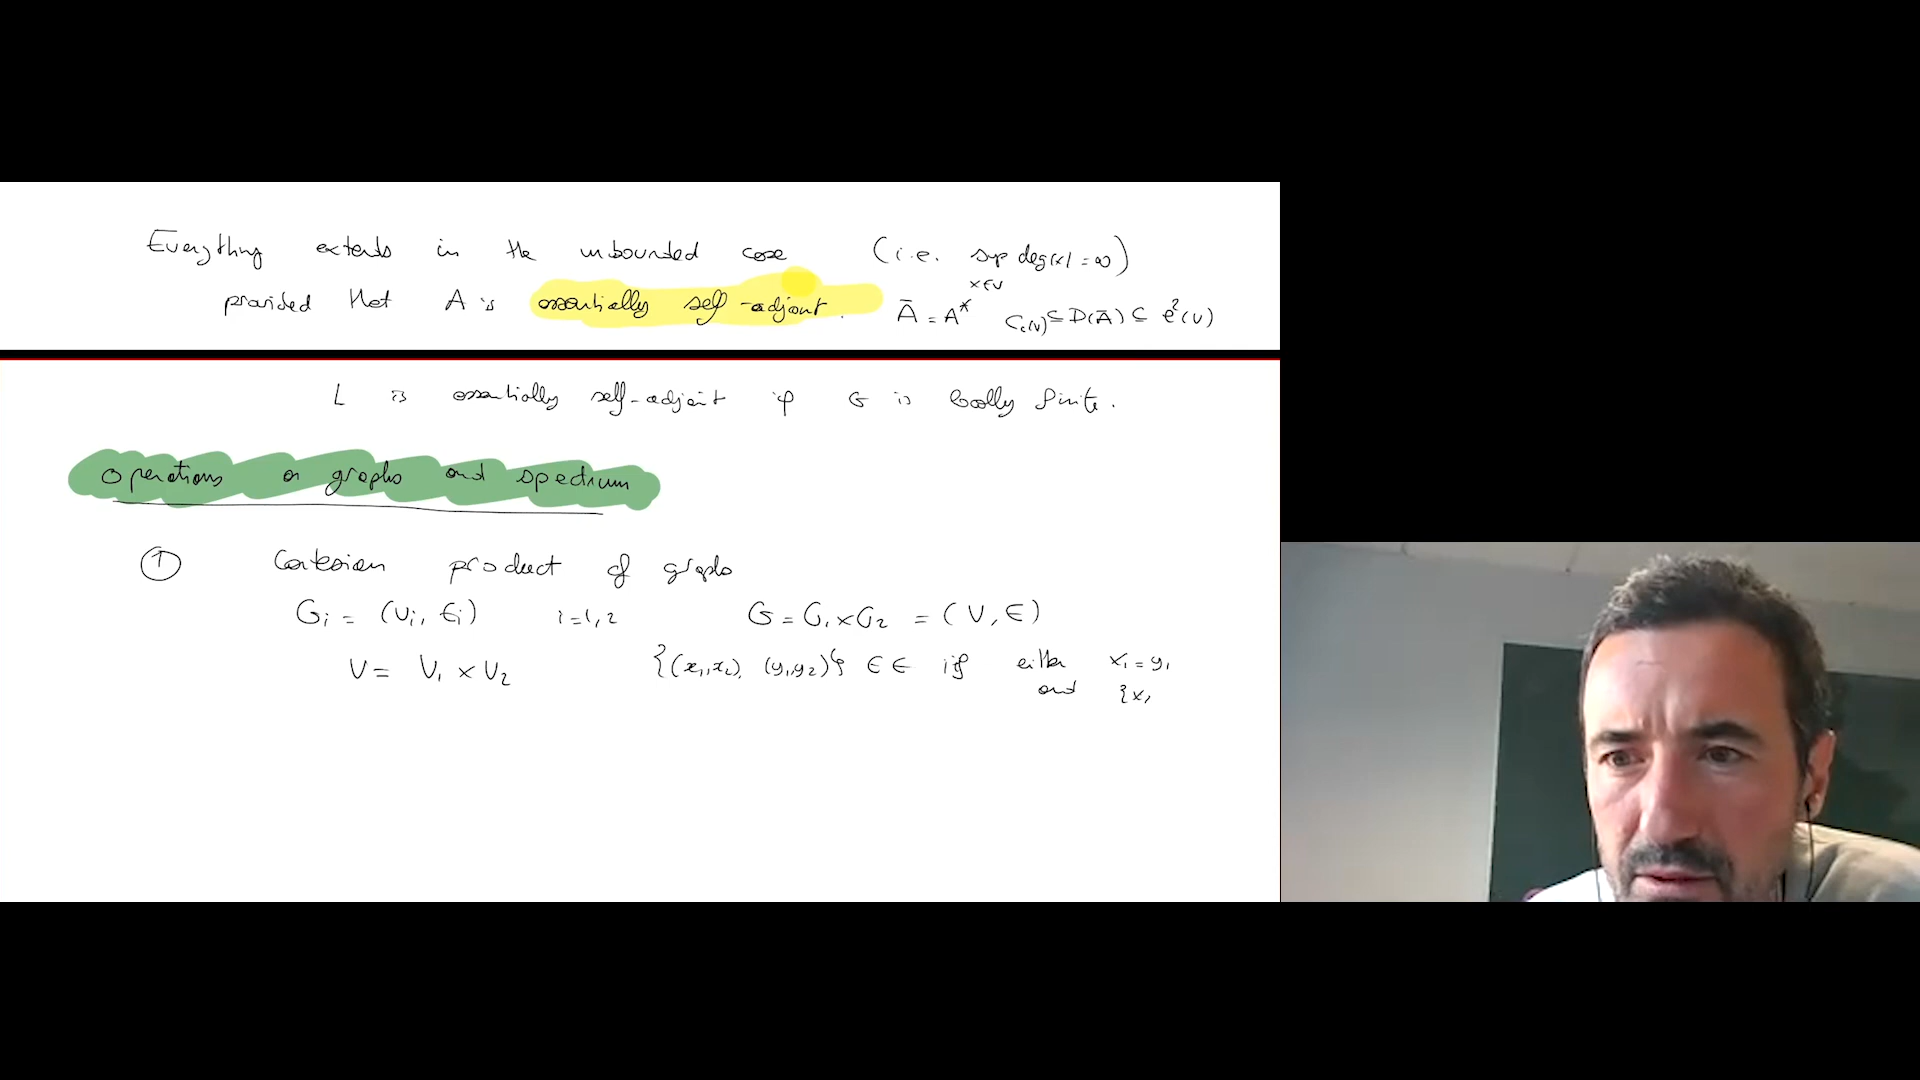 Everything extends in the unbounded case (i.e. sup deg(x) = ∞)
x∈V
provided that A is essentially self-adjoint. Ā = A* C_c(V) ⊆ D(Ā) ⊆ ℓ²(V)
L is essentially self-adjoint if G is locally finite.
Operations on graphs and spectrum
① Cartesian product of graphs
G_i = (V_i, E_i) i=1,2 G = G_1 × G_2 = (V, E)
V = V_1 × V_2 {(x_1,x_2), (y_1,y_2)} ∈ E iff either x_1 = y_1
and {x_2